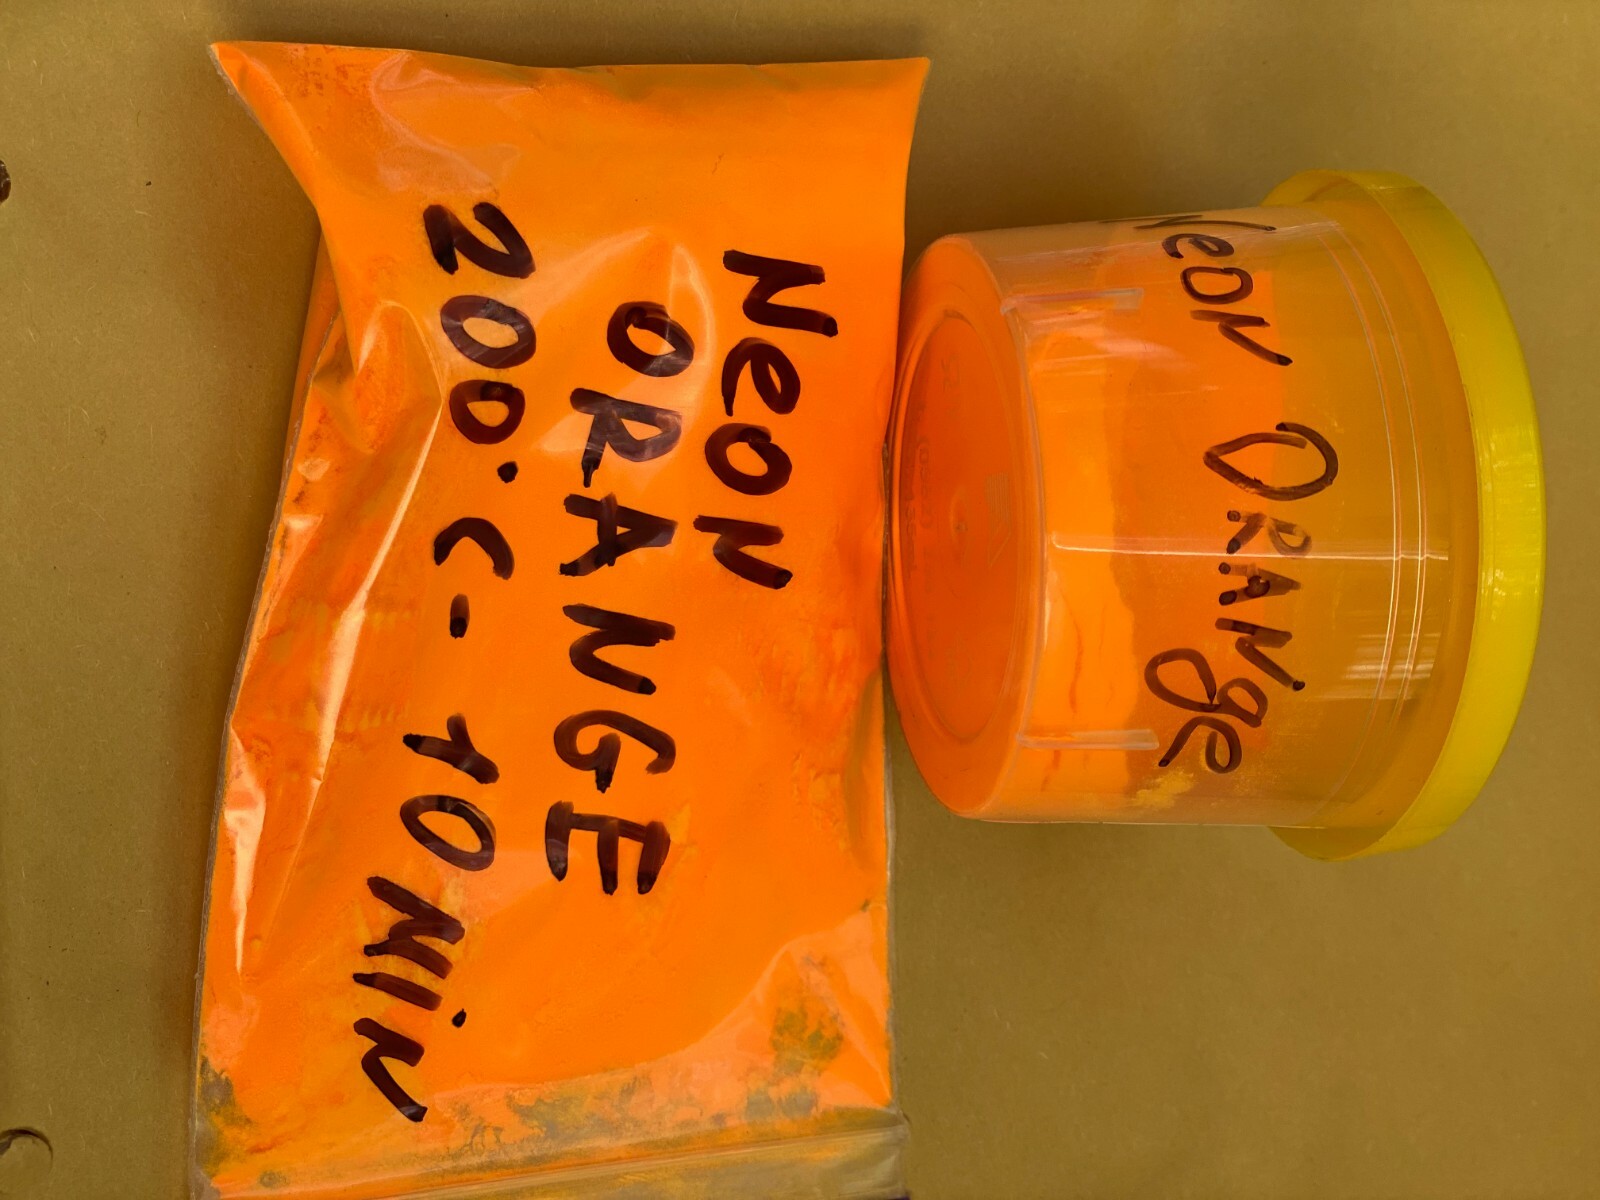 Neon
ORANGE
200°C - 10 Min
Neon Orange